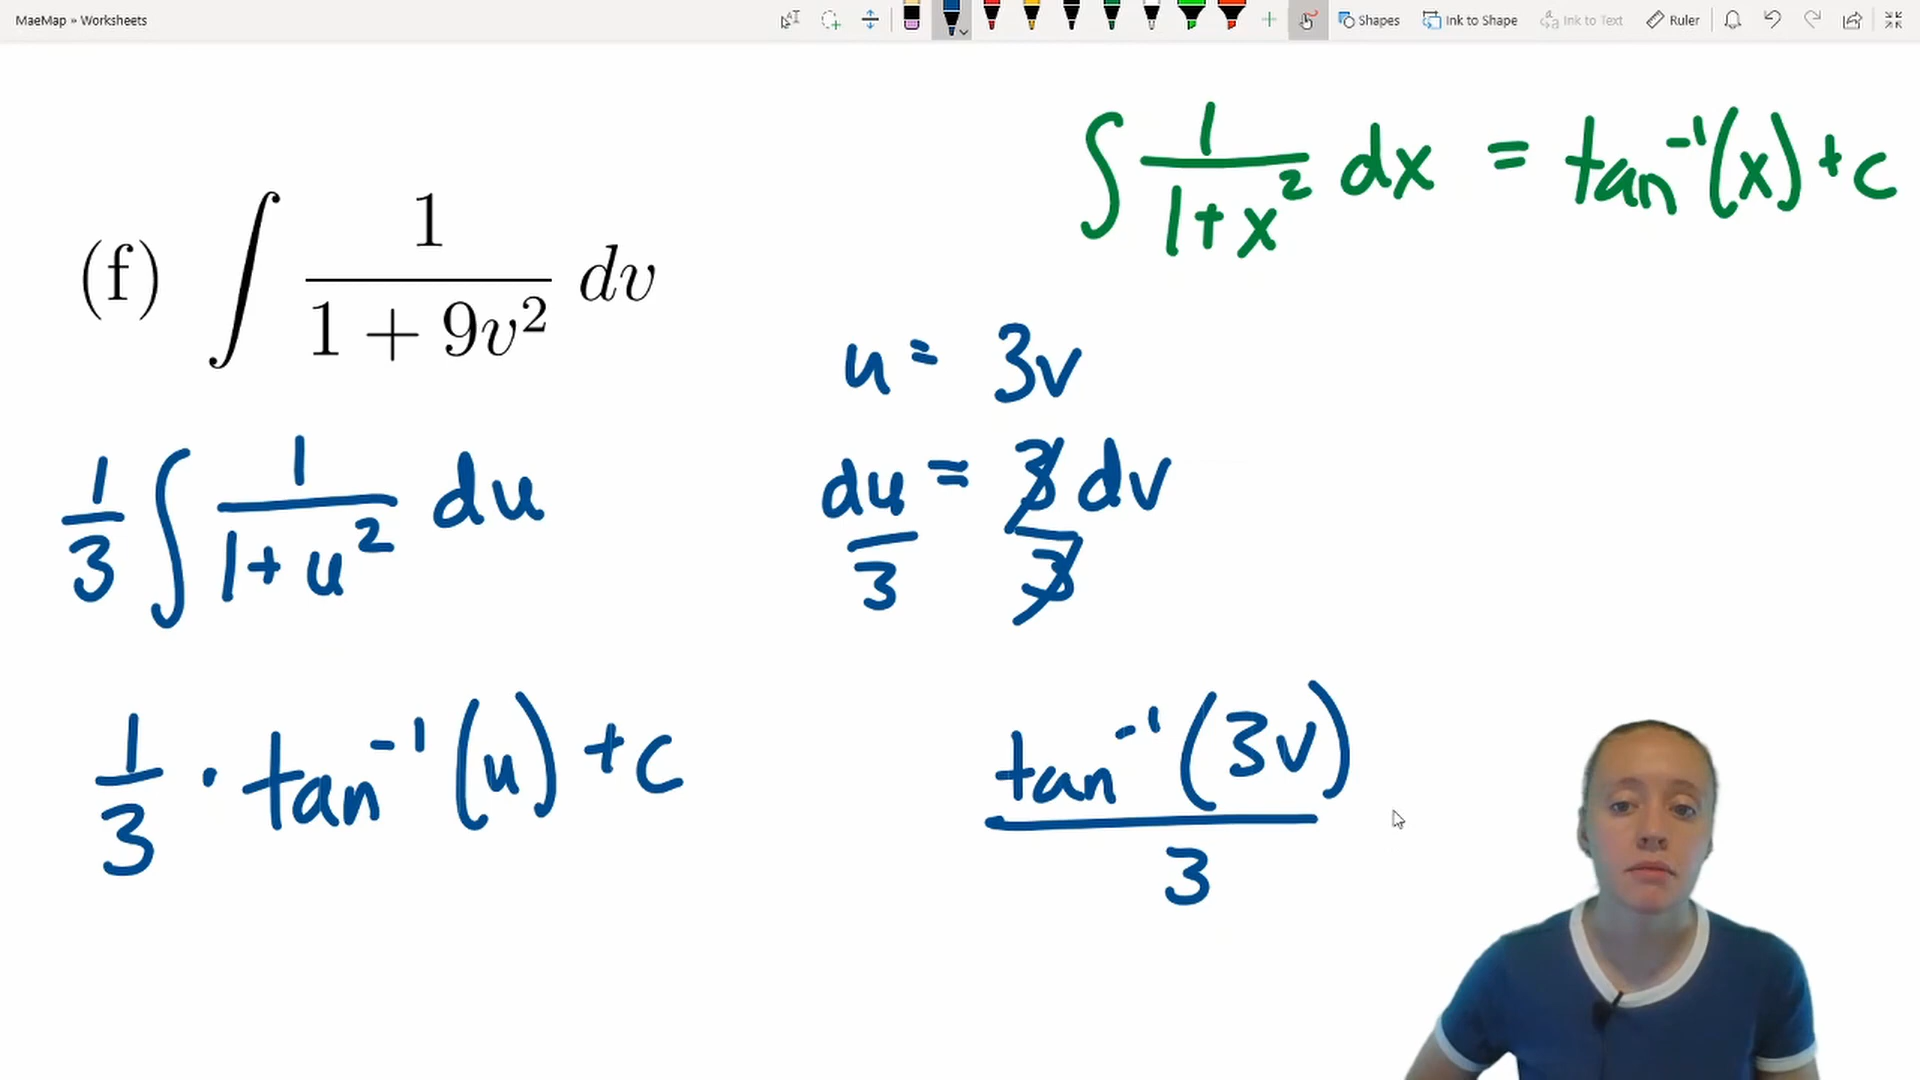 MaeMap » Worksheets
Shapes Ink to Shape Ink to Text Ruler
∫ 1/(1+x²) dx = tan⁻¹(x) + c
(f) ∫ 1/(1 + 9v²) dv
u = 3v
1/3 ∫ 1/(1+u²) du
du/3 = 3dv/3
1/3 · tan⁻¹(u) + c
tan⁻¹(3v)/3